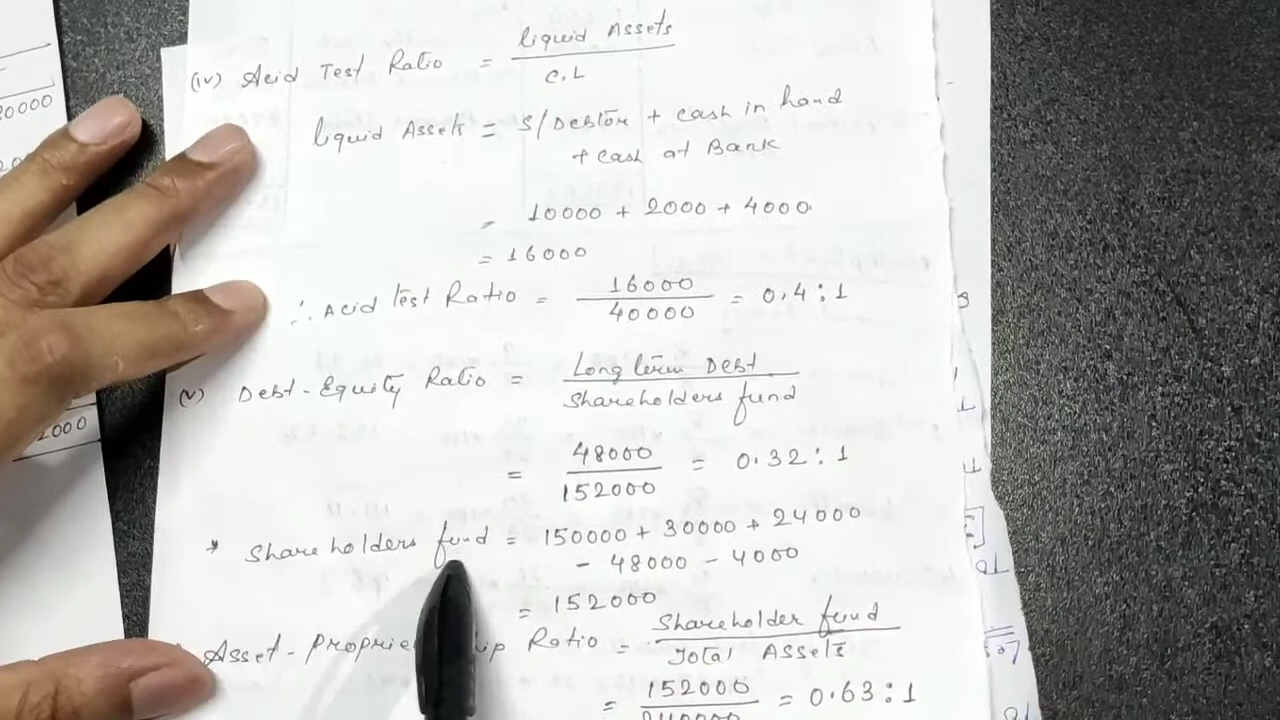 (iv) Acid Test Ratio = liquid Assets
C.L
liquid Assets = S/Debtor + cash in hand
+ cash at Bank
= 10000 + 2000 + 4000
= 16000
∴ Acid Test Ratio = 16000
40000
= 0.4 : 1
(v) Debt-Equity Ratio = Long term Debt
Shareholders fund
= 48000
152000
= 0.32 : 1
* Shareholders fund = 150000 + 30000 + 24000
- 48000 - 4000
= 152000
Ratio = Shareholder fund
Total Assets
= 152000
= 0.63 : 1
2000